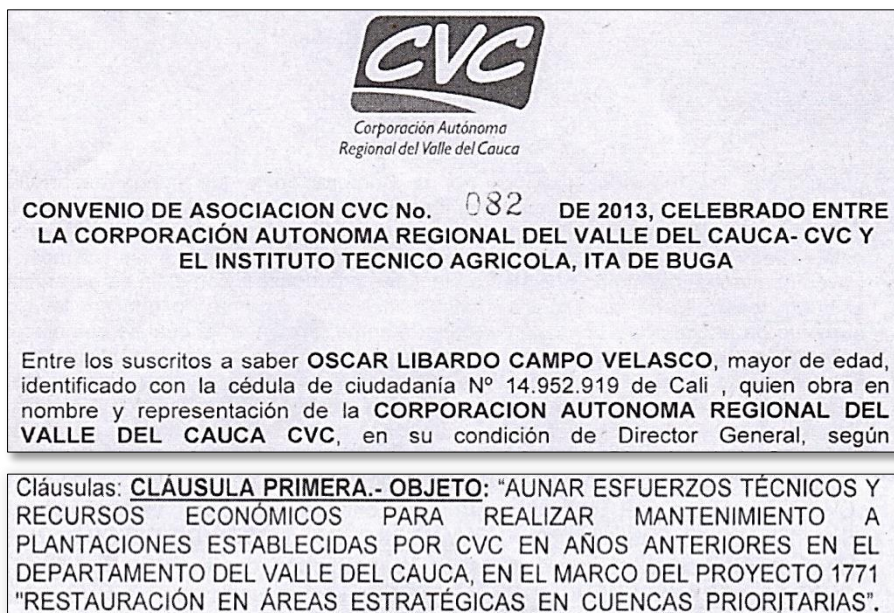 CVC
Corporación Autónoma
Regional del Valle del Cauca
CONVENIO DE ASOCIACION CVC No. 082 DE 2013, CELEBRADO ENTRE
LA CORPORACIÓN AUTONOMA REGIONAL DEL VALLE DEL CAUCA- CVC Y
EL INSTITUTO TECNICO AGRICOLA, ITA DE BUGA
Entre los suscritos a saber OSCAR LIBARDO CAMPO VELASCO, mayor de edad,
identificado con la cédula de ciudadanía Nº 14.952.919 de Cali , quien obra en
nombre y representación de la CORPORACION AUTONOMA REGIONAL DEL
VALLE DEL CAUCA CVC, en su condición de Director General, según
Cláusulas: CLÁUSULA PRIMERA.- OBJETO: “AUNAR ESFUERZOS TÉCNICOS Y
RECURSOS ECONÓMICOS PARA REALIZAR MANTENIMIENTO A
PLANTACIONES ESTABLECIDAS POR CVC EN AÑOS ANTERIORES EN EL
DEPARTAMENTO DEL VALLE DEL CAUCA, EN EL MARCO DEL PROYECTO 1771
"RESTAURACIÓN EN ÁREAS ESTRATÉGICAS EN CUENCAS PRIORITARIAS”.